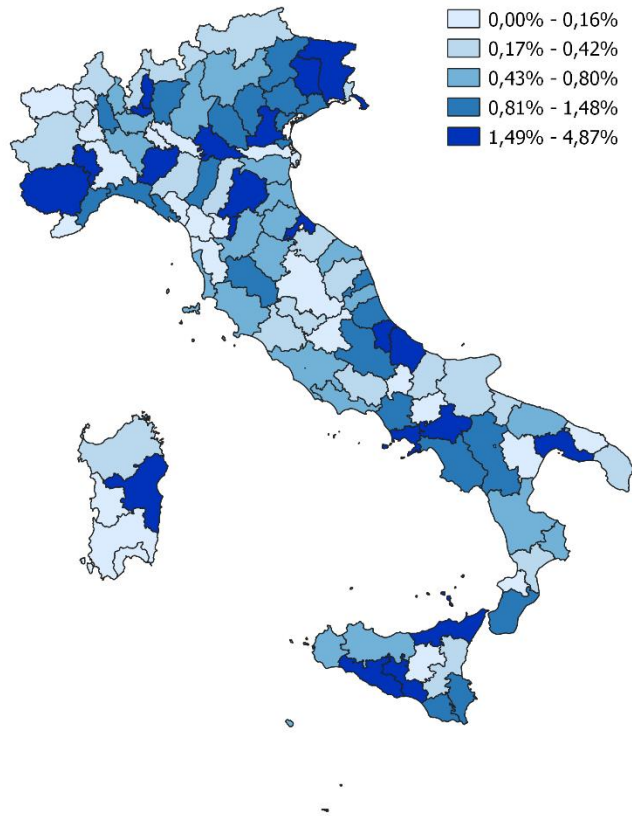 0,00% - 0,16%
0,17% - 0,42%
0,43% - 0,80%
0,81% - 1,48%
1,49% - 4,87%